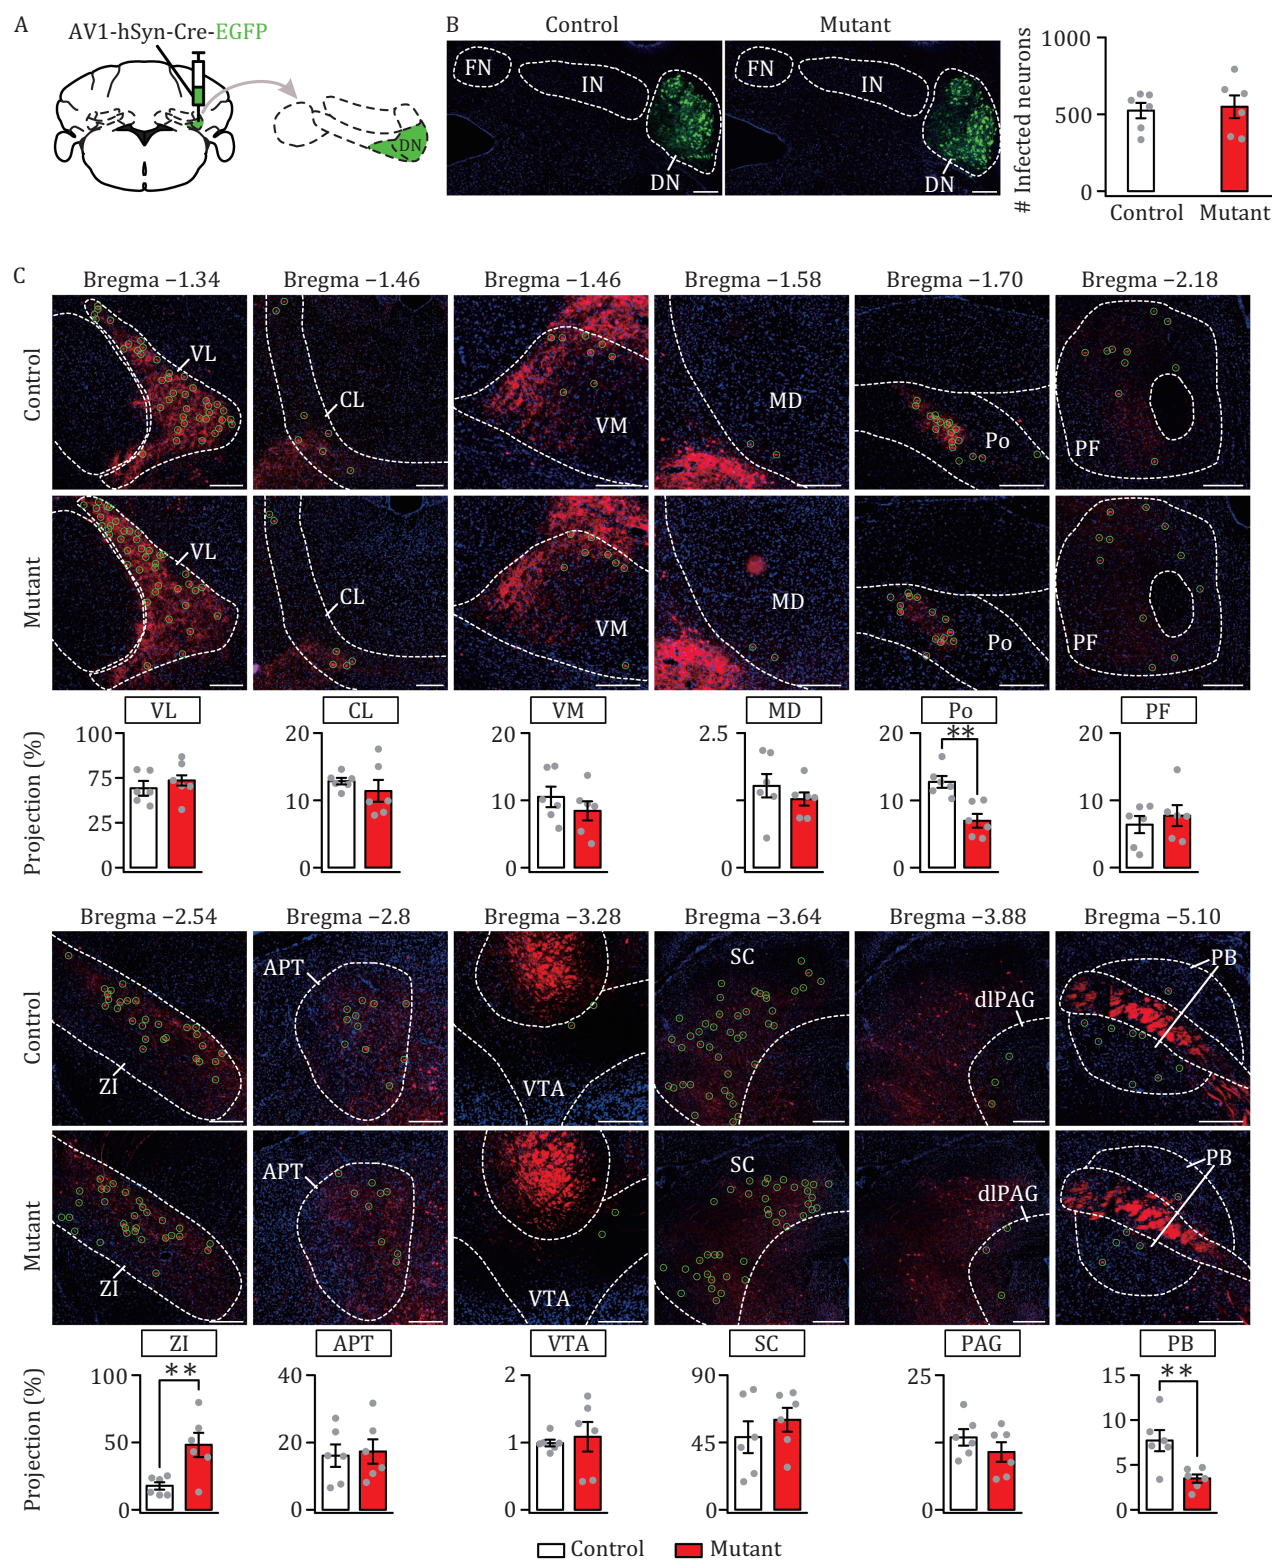 A
AV1-hSyn-Cre-EGFP
DN
B
Control
Mutant
FN
IN
DN
FN
IN
DN
# Infected neurons
1000
500
0
Control
Mutant
C
Bregma –1.34
Bregma –1.46
Bregma –1.46
Bregma –1.58
Bregma –1.70
Bregma –2.18
Control
VL
CL
VM
MD
Po
PF
Mutant
VL
CL
VM
MD
Po
PF
Projection (%)
VL
100
75
25
0
CL
20
10
0
VM
20
10
0
MD
2.5
0
Po
20
10
0
**
PF
20
10
0
Bregma –2.54
Bregma –2.8
Bregma –3.28
Bregma –3.64
Bregma –3.88
Bregma –5.10
Control
ZI
APT
VTA
SC
dlPAG
PB
Mutant
ZI
APT
VTA
SC
dlPAG
PB
Projection (%)
ZI
100
50
0
**
APT
40
20
0
VTA
2
1
0
SC
90
45
0
PAG
25
0
PB
15
10
5
0
**
Control
Mutant